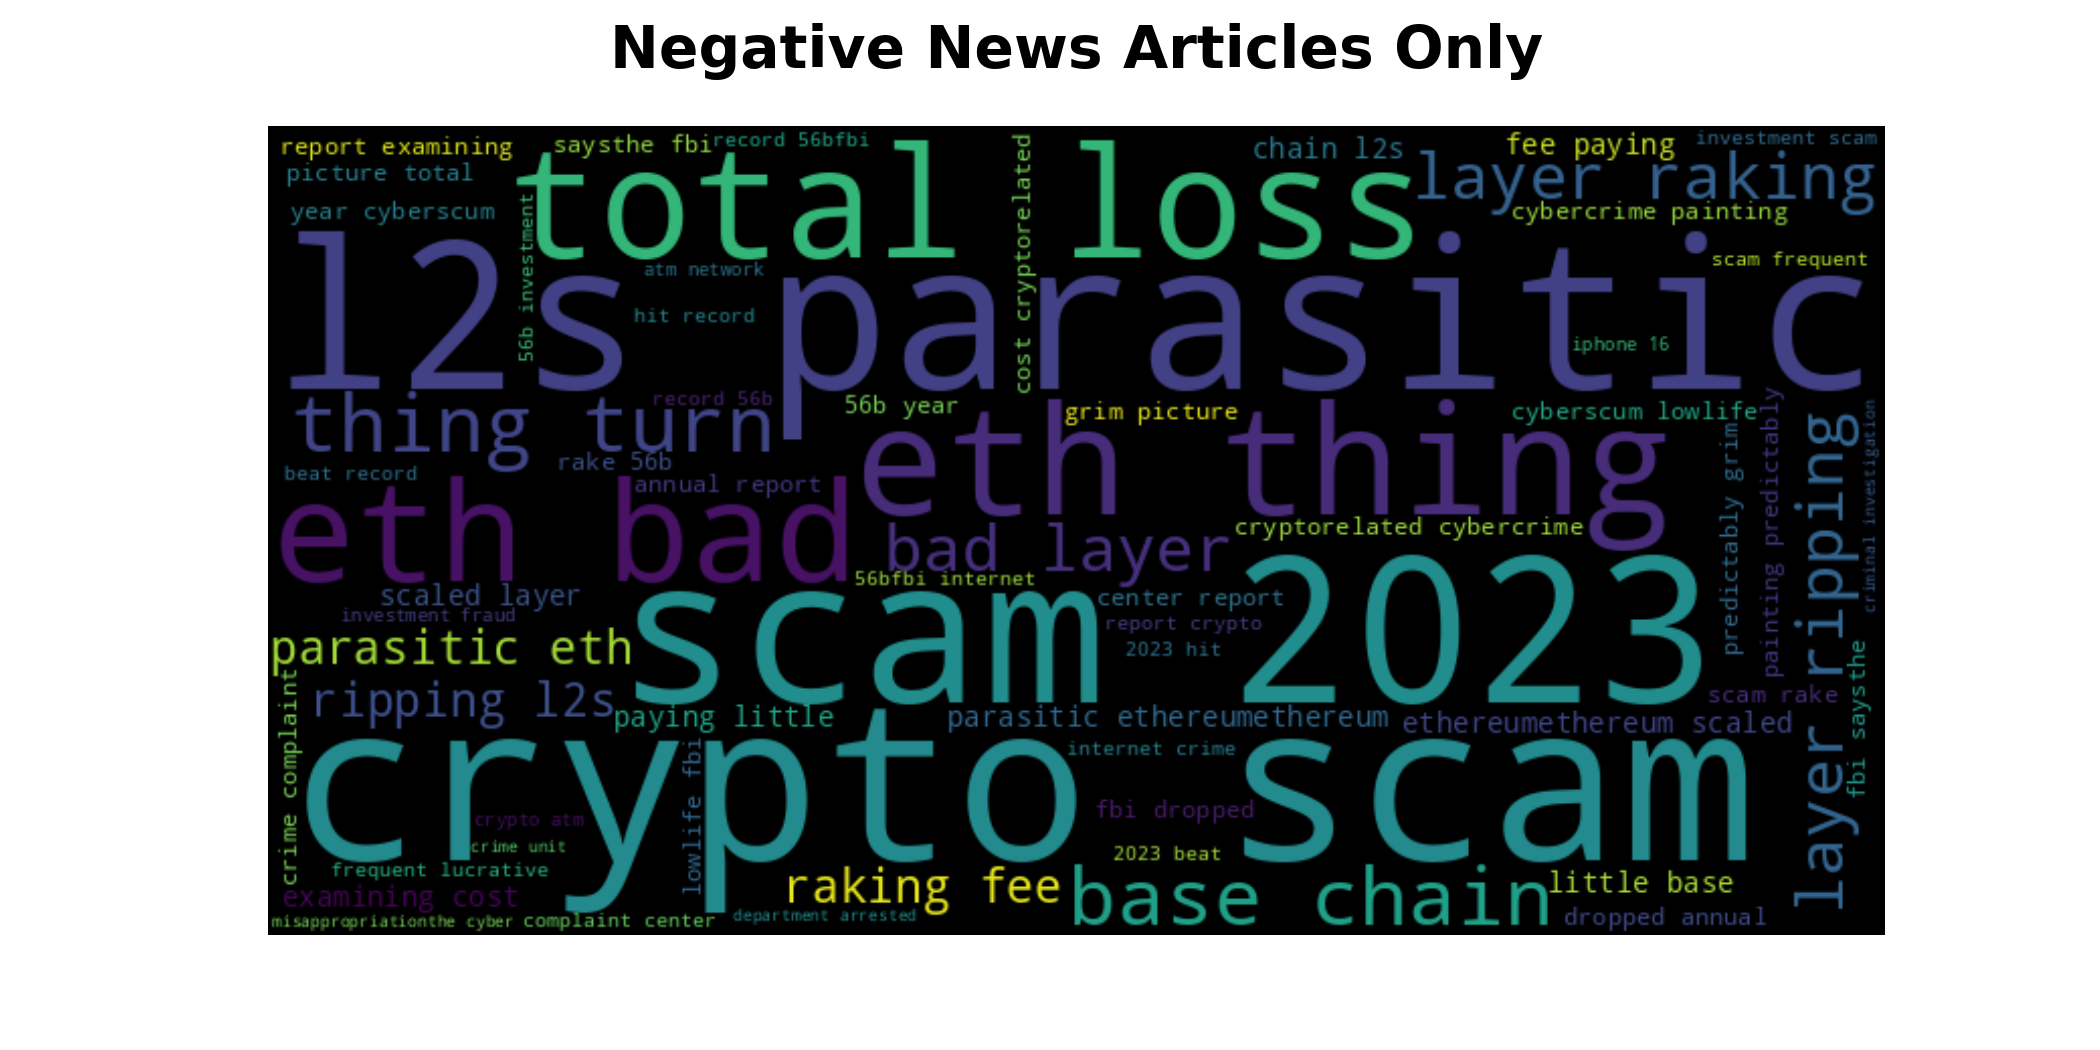 Negative News Articles Only
report examining
saysthe fbi
record 56bfbi
chain l2s
fee paying
investment scam
picture total
total loss
layer raking
year cyberscum
56b investment
cost cryptorelated
cybercrime painting
l2s parasitic
atm network
scam frequent
hit record
iphone 16
thing turn
record 56b
56b year
eth thing
grim picture
cyberscum lowlife
predictably grim
painting predictably
layer ripping
criminal investigation
rake 56b
beat record
annual report
eth bad
bad layer
cryptorelated cybercrime
56bfbi internet
scam 2023
scaled layer
investment fraud
center report
report crypto
2023 hit
parasitic eth
ripping l2s
paying little
parasitic ethereumethereum
ethereumethereum scaled
scam rake
fbi saysthe
crime complaint
lowlife fbi
internet crime
crypto scam
fbi dropped
crypto atm
crime unit
2023 beat
frequent lucrative
examining cost
raking fee
base chain
little base
misappropriationthe cyber
complaint center
department arrested
dropped annual